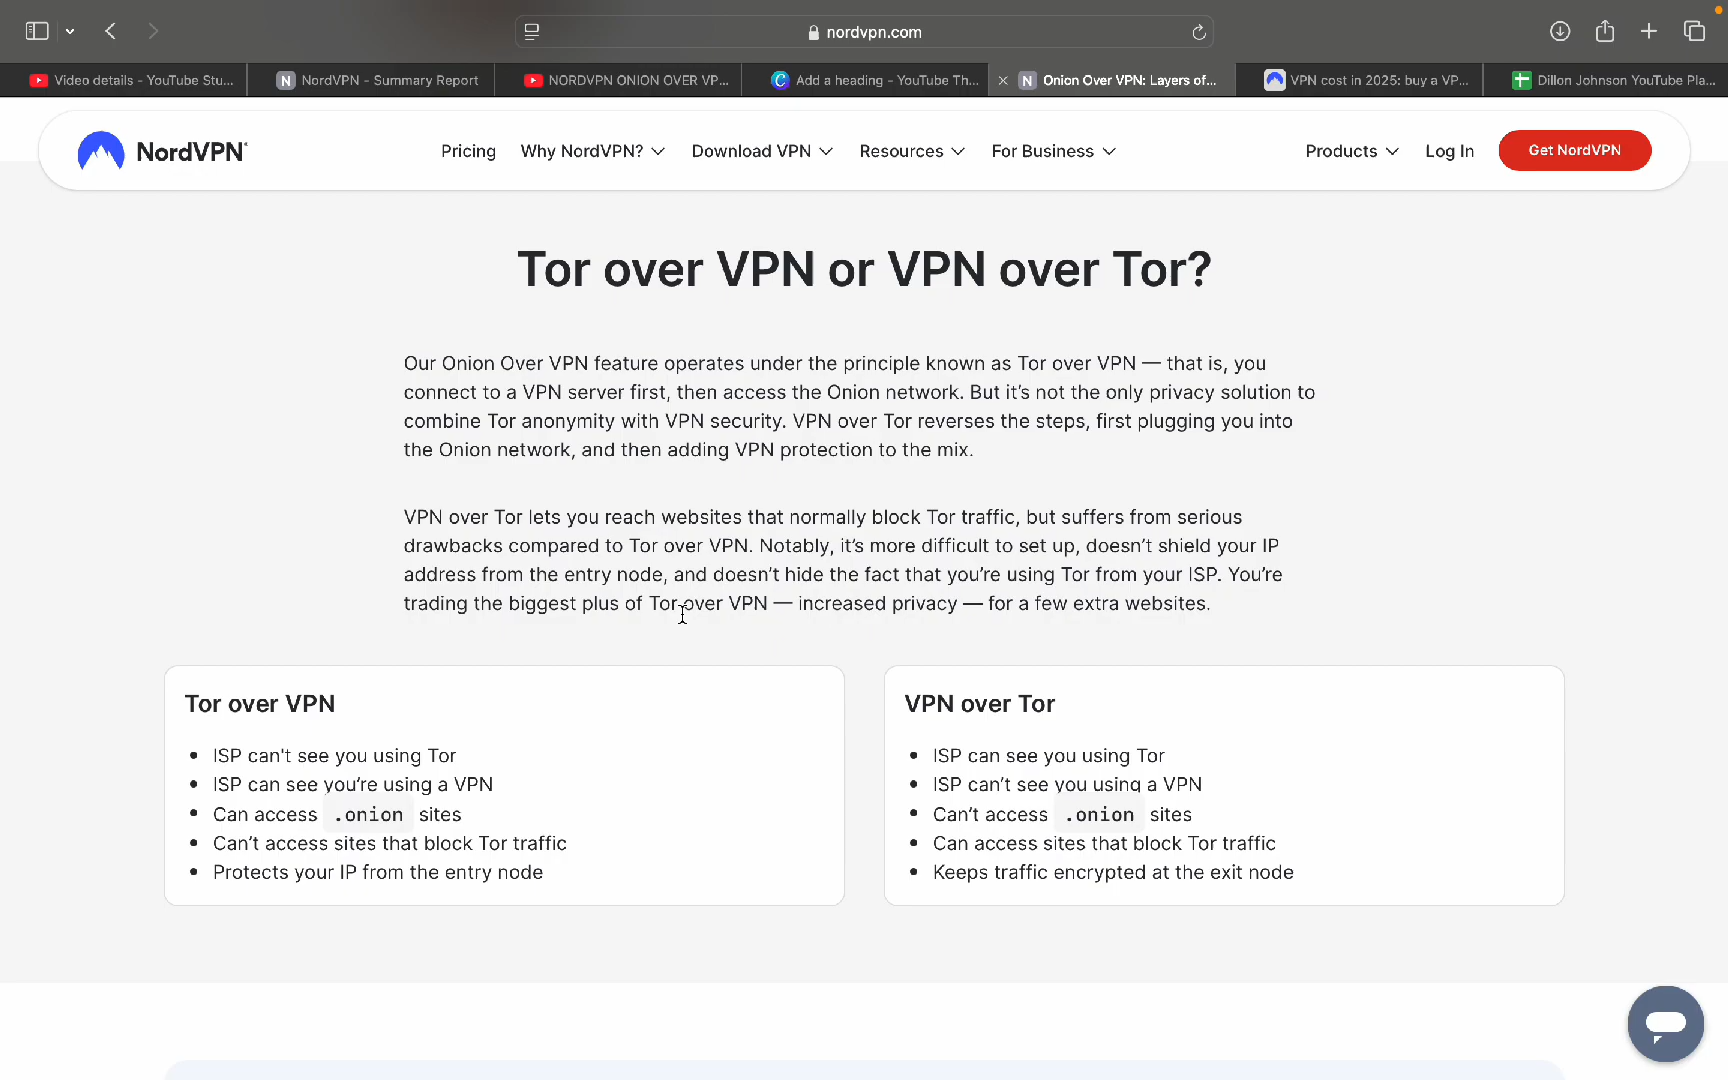 nordvpn.com
Video details - YouTube Stu...
N NordVPN - Summary Report
NORDVPN ONION OVER VP...
C Add a heading - YouTube Th...
N Onion Over VPN: Layers of...
VPN cost in 2025: buy a VP...
Dillon Johnson YouTube Pla...
NordVPN®
Pricing
Why NordVPN?
Download VPN
Resources
For Business
Products
Log In
Get NordVPN
Tor over VPN or VPN over Tor?
Our Onion Over VPN feature operates under the principle known as Tor over VPN — that is, you
connect to a VPN server first, then access the Onion network. But it’s not the only privacy solution to
combine Tor anonymity with VPN security. VPN over Tor reverses the steps, first plugging you into
the Onion network, and then adding VPN protection to the mix.
VPN over Tor lets you reach websites that normally block Tor traffic, but suffers from serious
drawbacks compared to Tor over VPN. Notably, it’s more difficult to set up, doesn’t shield your IP
address from the entry node, and doesn’t hide the fact that you’re using Tor from your ISP. You’re
trading the biggest plus of Tor over VPN — increased privacy — for a few extra websites.
Tor over VPN
• ISP can't see you using Tor
• ISP can see you’re using a VPN
• Can access .onion sites
• Can’t access sites that block Tor traffic
• Protects your IP from the entry node
VPN over Tor
• ISP can see you using Tor
• ISP can’t see you using a VPN
• Can’t access .onion sites
• Can access sites that block Tor traffic
• Keeps traffic encrypted at the exit node